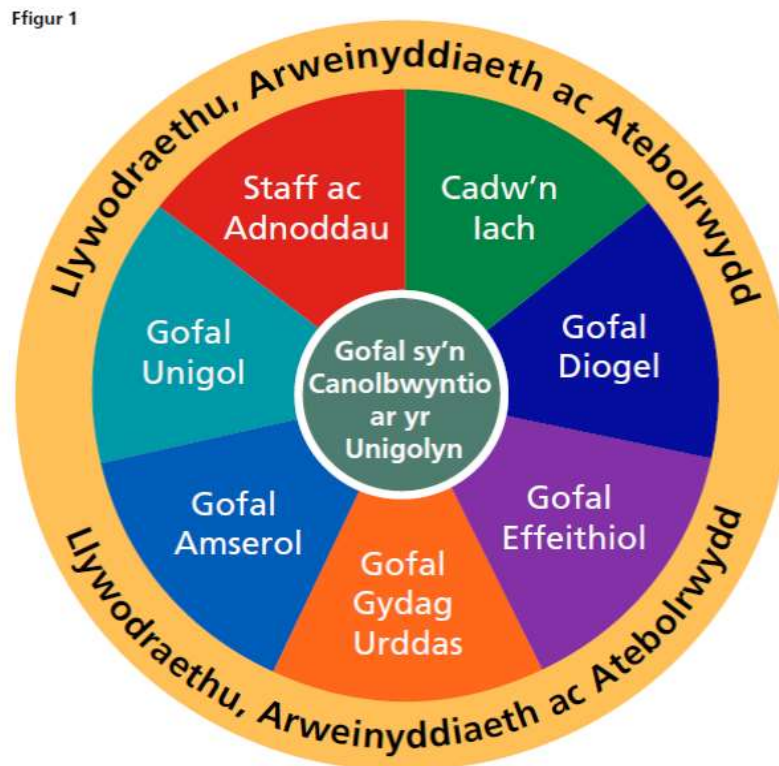 Ffigur 1
Llywodraethu, Arweinyddiaeth ac Atebolrwydd
Staff ac
Adnoddau
Cadw'n
Iach
Gofal
Diogel
Gofal
Effeithiol
Gofal
Gydag
Urddas
Gofal
Amserol
Gofal
Unigol
Gofal sy'n
Canolbwyntio
ar yr
Unigolyn
Llywodraethu, Arweinyddiaeth ac Atebolrwydd